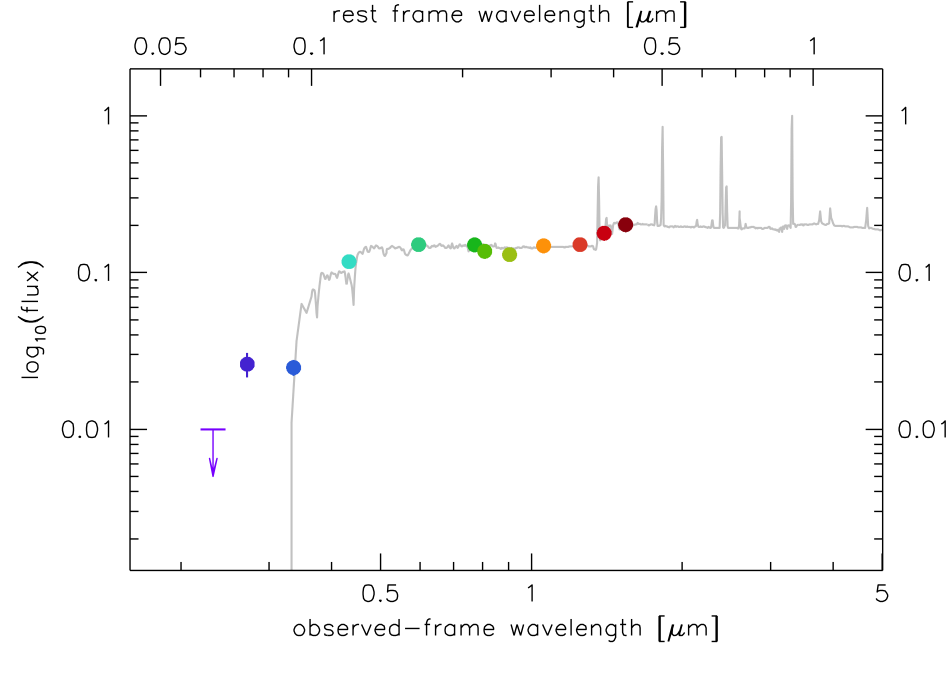 rest frame wavelength [μm]
0.05 0.1 0.5 1
1 1
0.1 0.1
log10(flux)
0.01 0.01
0.5 1 5
observed-frame wavelength [μm]